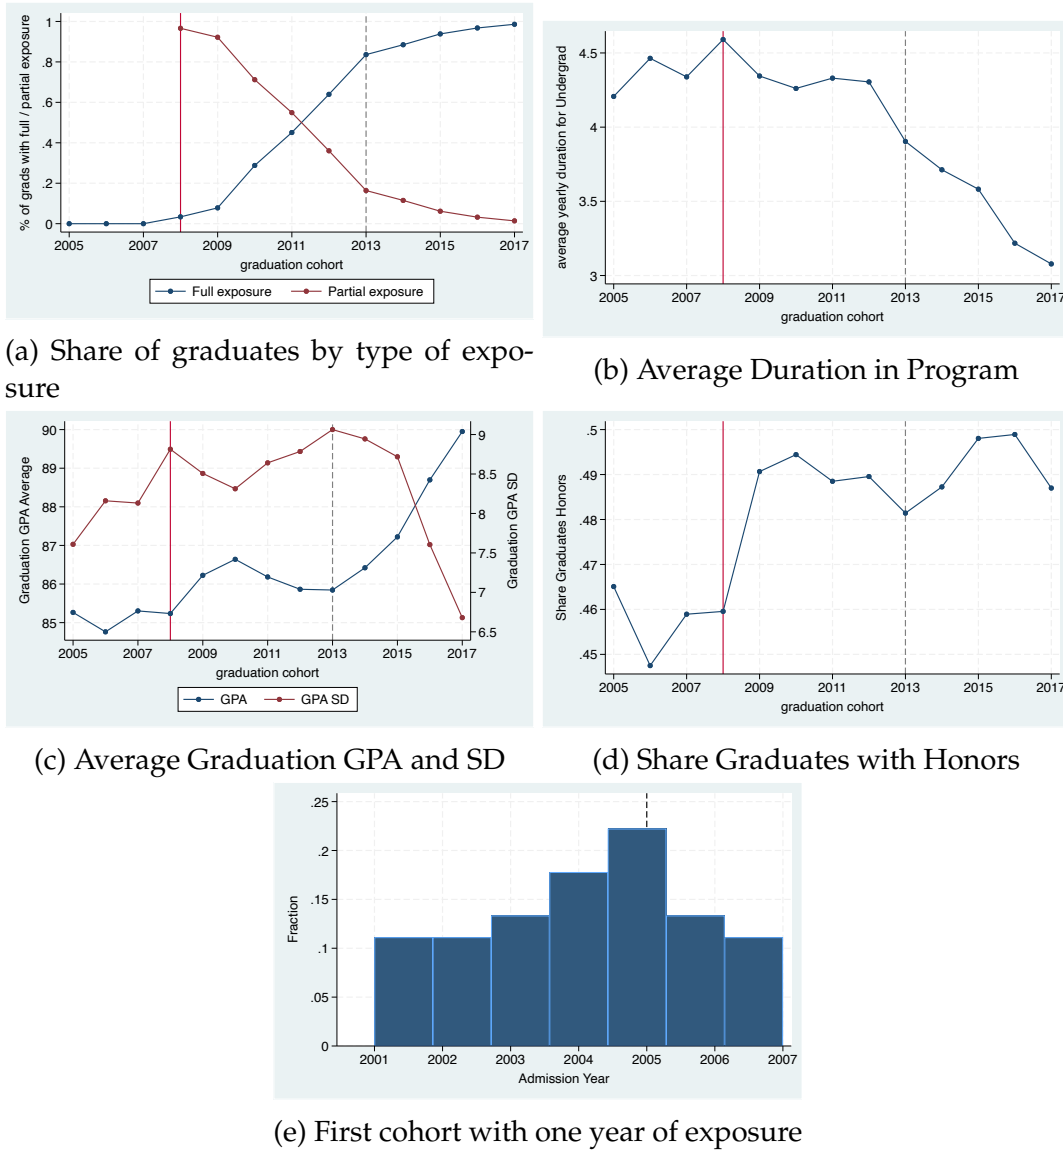 % of grads with full / partial exposure
1
.8
.6
.4
.2
0
2005 2007 2009 2011 2013 2015 2017
graduation cohort
Full exposure Partial exposure
(a) Share of graduates by type of expo-
sure
average yearly duration for Undergrad
4.5
4
3.5
3
2005 2007 2009 2011 2013 2015 2017
graduation cohort
(b) Average Duration in Program
Graduation GPA Average
90
89
88
87
86
85
Graduation GPA SD
9
8.5
8
7.5
7
6.5
2005 2007 2009 2011 2013 2015 2017
graduation cohort
GPA GPA SD
(c) Average Graduation GPA and SD
Share Graduates Honors
.5
.49
.48
.47
.46
.45
2005 2007 2009 2011 2013 2015 2017
graduation cohort
(d) Share Graduates with Honors
Fraction
.25
.2
.15
.1
.05
0
2001 2002 2003 2004 2005 2006 2007
Admission Year
(e) First cohort with one year of exposure